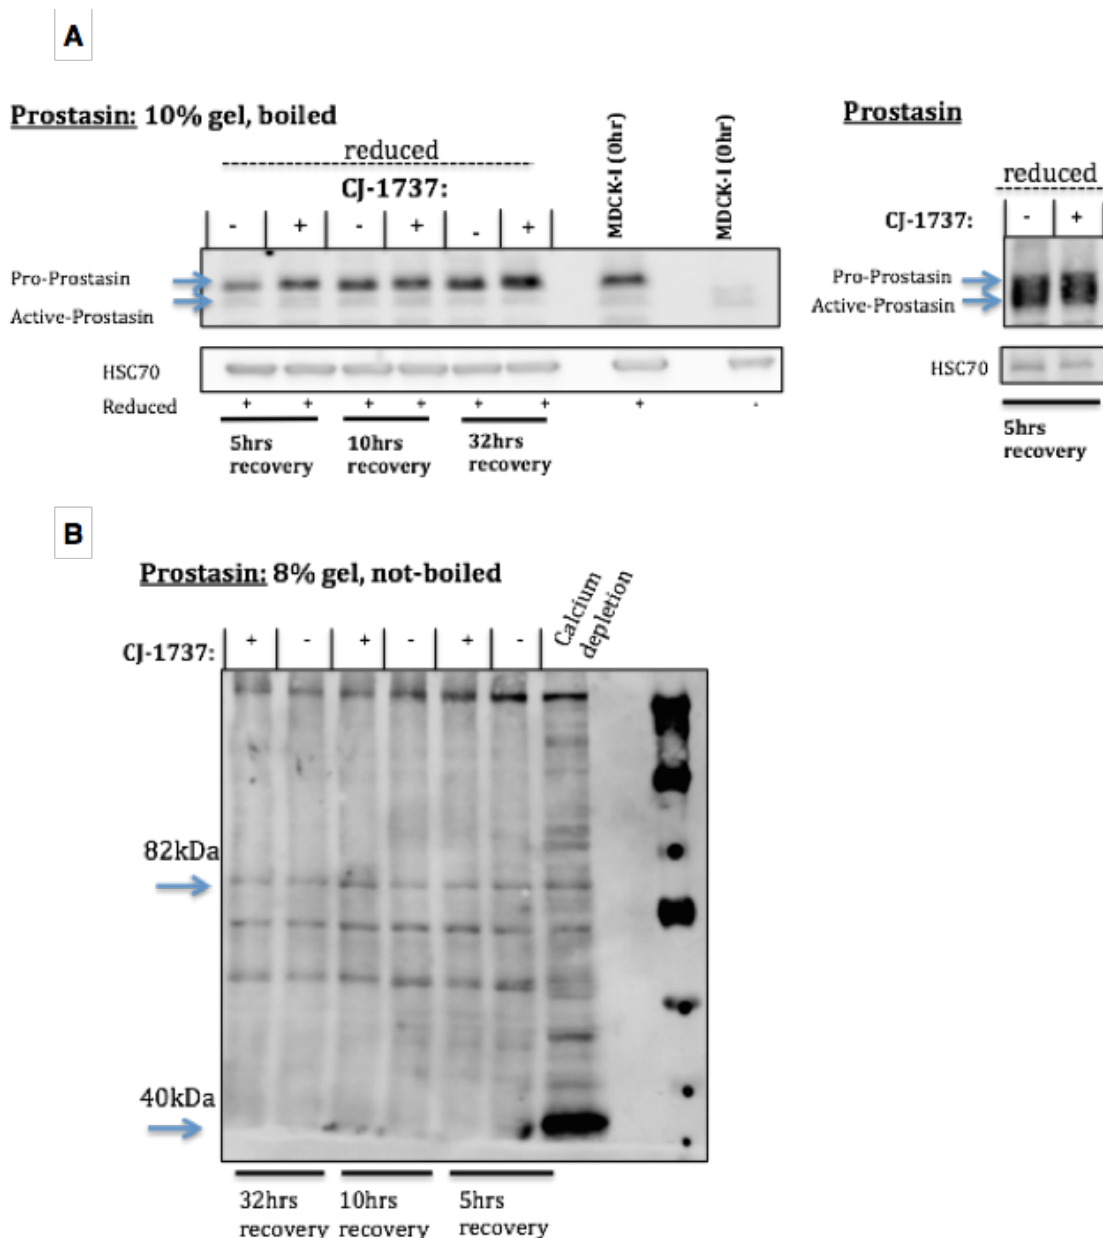 A
Prostasin: 10% gel, boiled
reduced
CJ-1737:
- + - + - +
MDCK-I (0hr)
MDCK-I (0hr)
Pro-Prostasin
Active-Prostasin
HSC70
Reduced + + + + + + + -
5hrs recovery
10hrs recovery
32hrs recovery
Prostasin
reduced
CJ-1737: - +
Pro-Prostasin
Active-Prostasin
HSC70
5hrs
recovery
B
Prostasin: 8% gel, not-boiled
Calcium
depletion
CJ-1737: + - + - + -
82kDa
40kDa
32hrs recovery
10hrs recovery
5hrs recovery